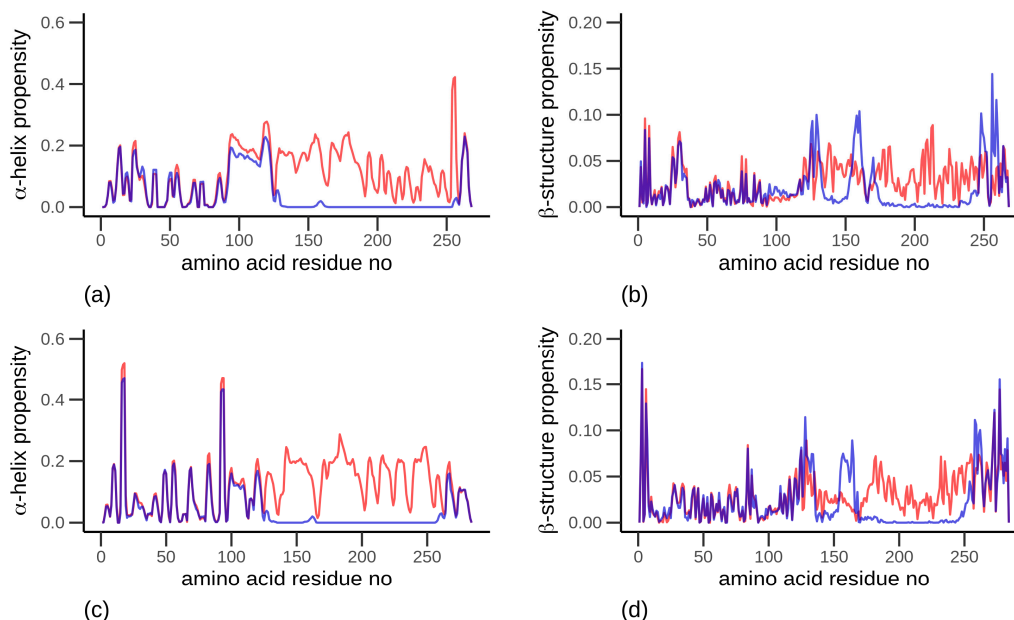 α-helix propensity
0.6
0.4
0.2
0.0
0 50 100 150 200 250
amino acid residue no
(a)
β-structure propensity
0.20
0.15
0.10
0.05
0.00
0 50 100 150 200 250
amino acid residue no
(b)
α-helix propensity
0.6
0.4
0.2
0.0
0 50 100 150 200 250
amino acid residue no
(c)
β-structure propensity
0.20
0.15
0.10
0.05
0.00
0 50 100 150 200 250
amino acid residue no
(d)